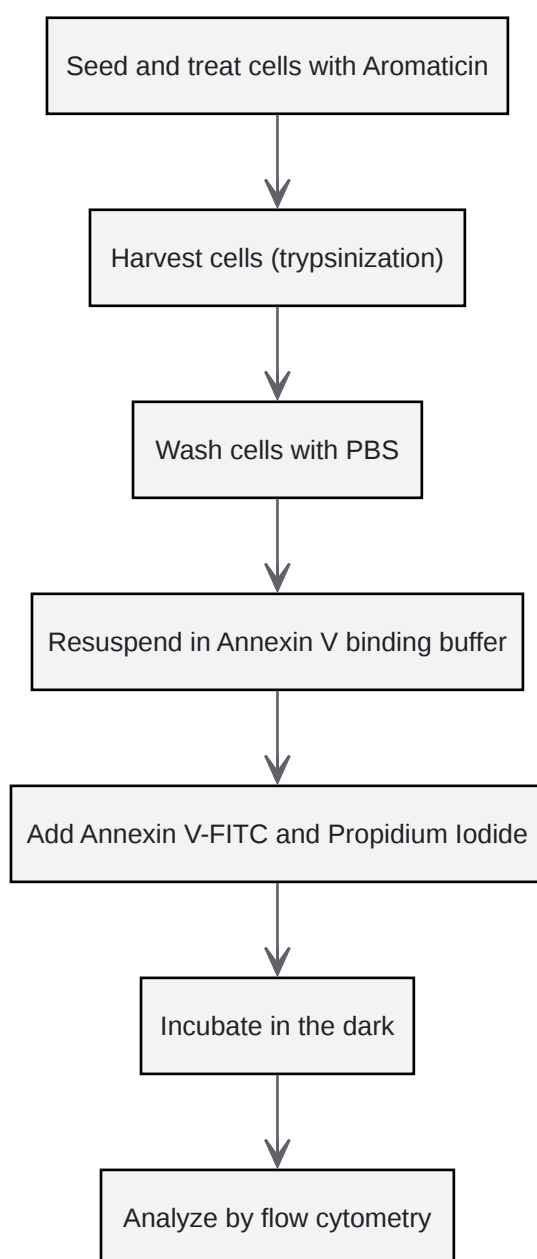 Seed and treat cells with Aromaticin
Harvest cells (trypsinization)
Wash cells with PBS
Resuspend in Annexin V binding buffer
Add Annexin V-FITC and Propidium Iodide
Incubate in the dark
Analyze by flow cytometry